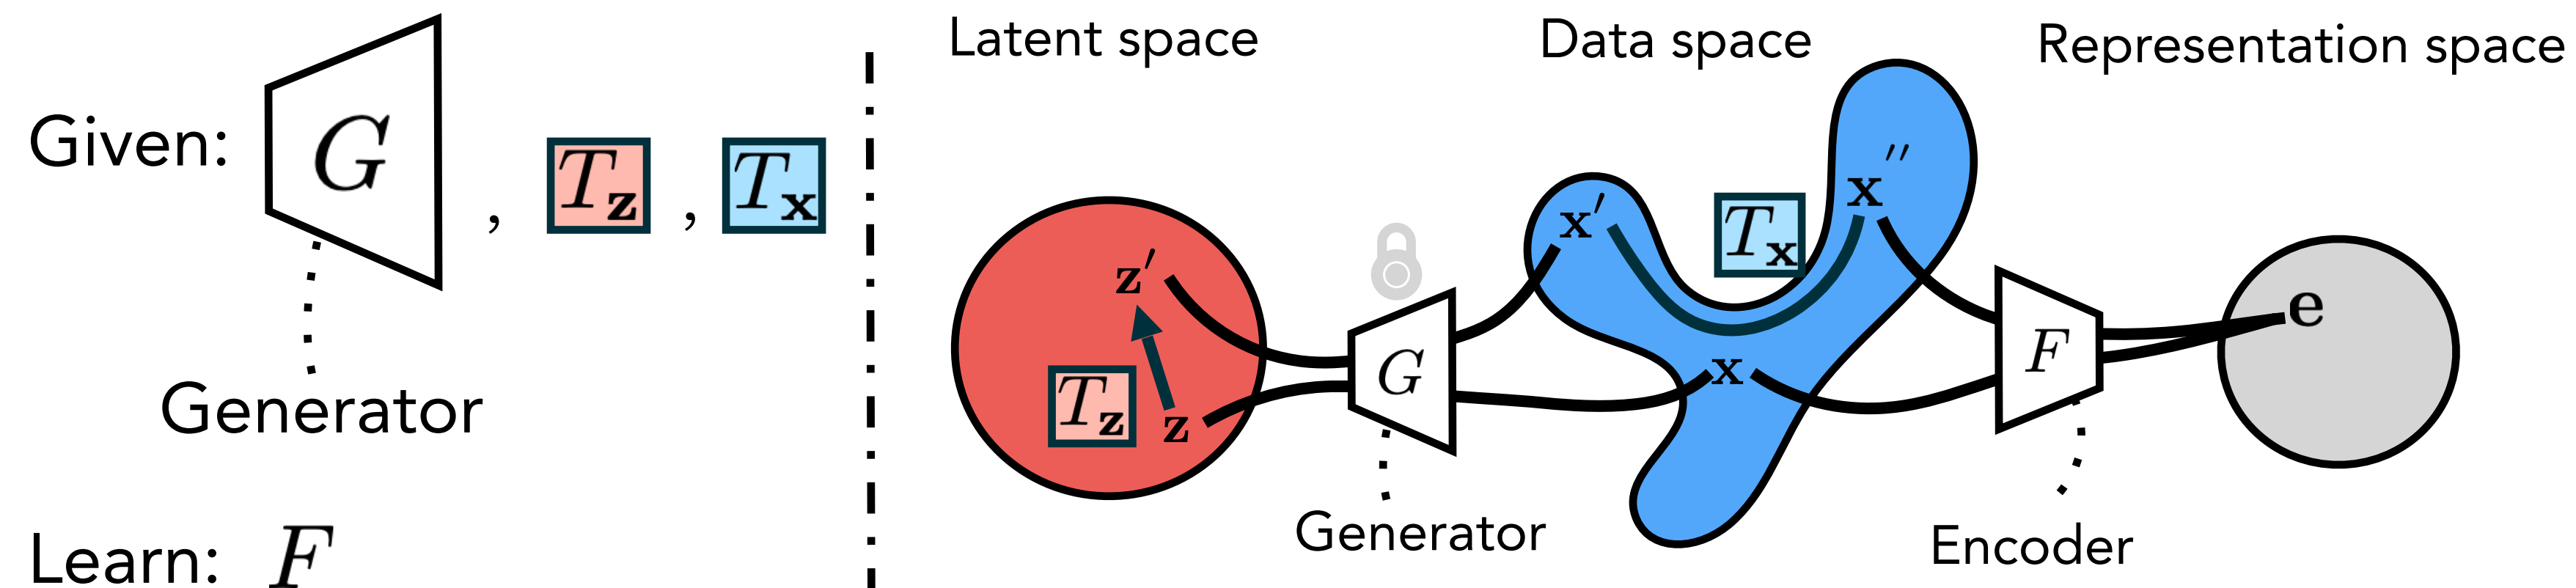 Given: G , T_z , T_x
Generator
Learn: F
Latent space
Data space
Representation space
z′
T_z
z
G
Generator
x′
T_x
x″
x
F
Encoder
e